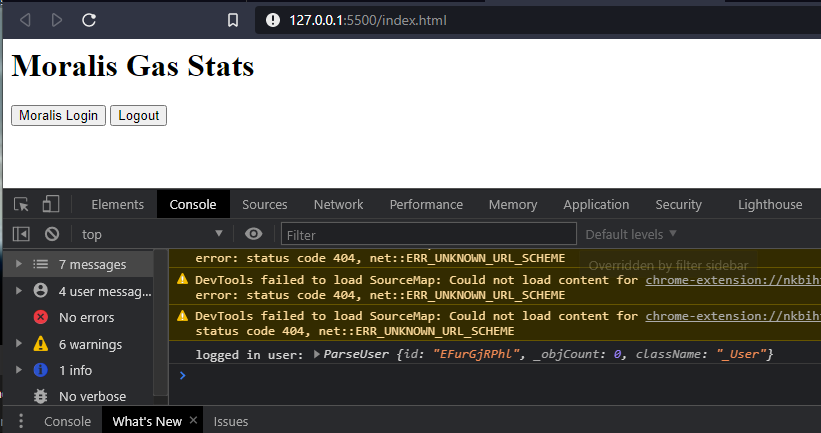 127.0.0.1:5500/index.html
Moralis Gas Stats
Moralis Login Logout
Elements Console Sources Network Performance Memory Application Security Lighthouse
top Filter Default levels
7 messages
4 user messag...
No errors
6 warnings
1 info
No verbose
error: status code 404, net::ERR_UNKNOWN_URL_SCHEME
Overridden by filter sidebar
DevTools failed to load SourceMap: Could not load content for chrome-extension://nkbih
error: status code 404, net::ERR_UNKNOWN_URL_SCHEME
DevTools failed to load SourceMap: Could not load content for chrome-extension://nkbih
status code 404, net::ERR_UNKNOWN_URL_SCHEME
logged in user: ParseUser {id: "EFurGjRPhl", _objCount: 0, className: "_User"}
Console What's New Issues